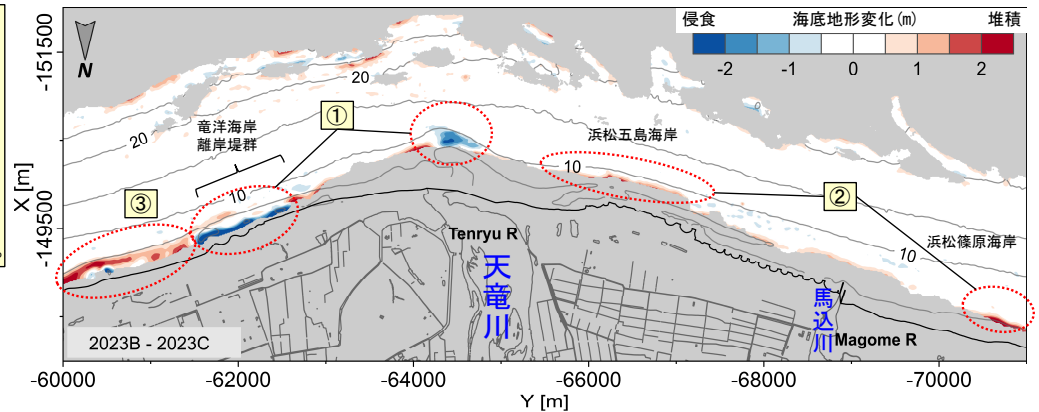 侵食 海底地形変化(m) 堆積
-2 -1 0 1 2
N
-151500
-149500
X [m]
20
20
竜洋海岸
離岸堤群
①
浜松五島海岸
10
10
③
②
10
浜松篠原海岸
Tenryu R
天竜川
馬込川
Magome R
2023B - 2023C
-60000 -62000 -64000 -66000 -68000 -70000
Y [m]